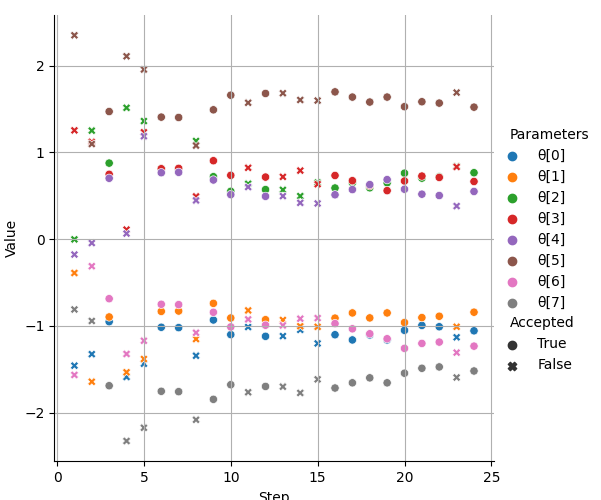 2
1
0
−1
−2
Value
0
5
10
15
20
25
Step
Parameters
θ[0]
θ[1]
θ[2]
θ[3]
θ[4]
θ[5]
θ[6]
θ[7]
Accepted
True
False